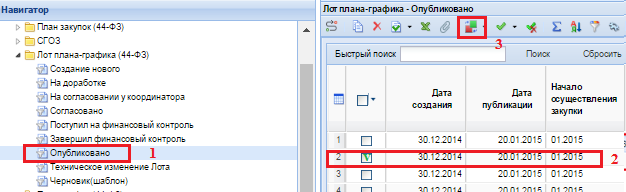 Навигатор
План закупок (44-ФЗ)
СГОЗ
Лот плана-графика (44-ФЗ)
Создание нового
На доработке
На согласовании у координатора
Согласовано
Поступил на финансовый контроль
Завершил финансовый контроль
Опубликовано 1
Техническое изменение Лота
Черновик(шаблон)
Лот плана-графика - Опубликовано
3
Быстрый поиск Поиск Сбросить
Дата создания Дата публикации Начало осуществления закупки
1 30.12.2014 20.01.2015 01.2015
2 V 30.12.2014 20.01.2015 01.2015 2
3 30.12.2014 20.01.2015 01.2015
4 30.12.2014 20.01.2015 01.2015